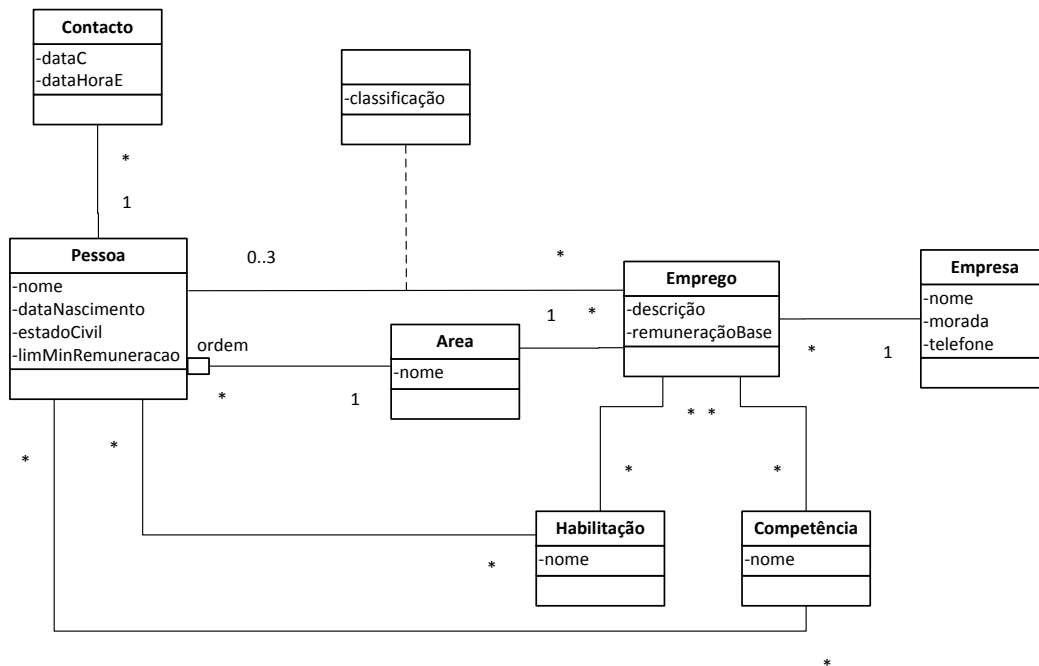 Contacto
-dataC
-dataHoraE
-classificação
*
1
0..3
*
Pessoa
-nome
-dataNascimento
-estadoCivil
-limMinRemuneracao
Emprego
-descrição
-remuneraçãoBase
Empresa
-nome
-morada
-telefone
1
*
ordem
Area
-nome
*
1
*
1
*
*
* *
*
*
Habilitação
-nome
Competência
-nome
*
*